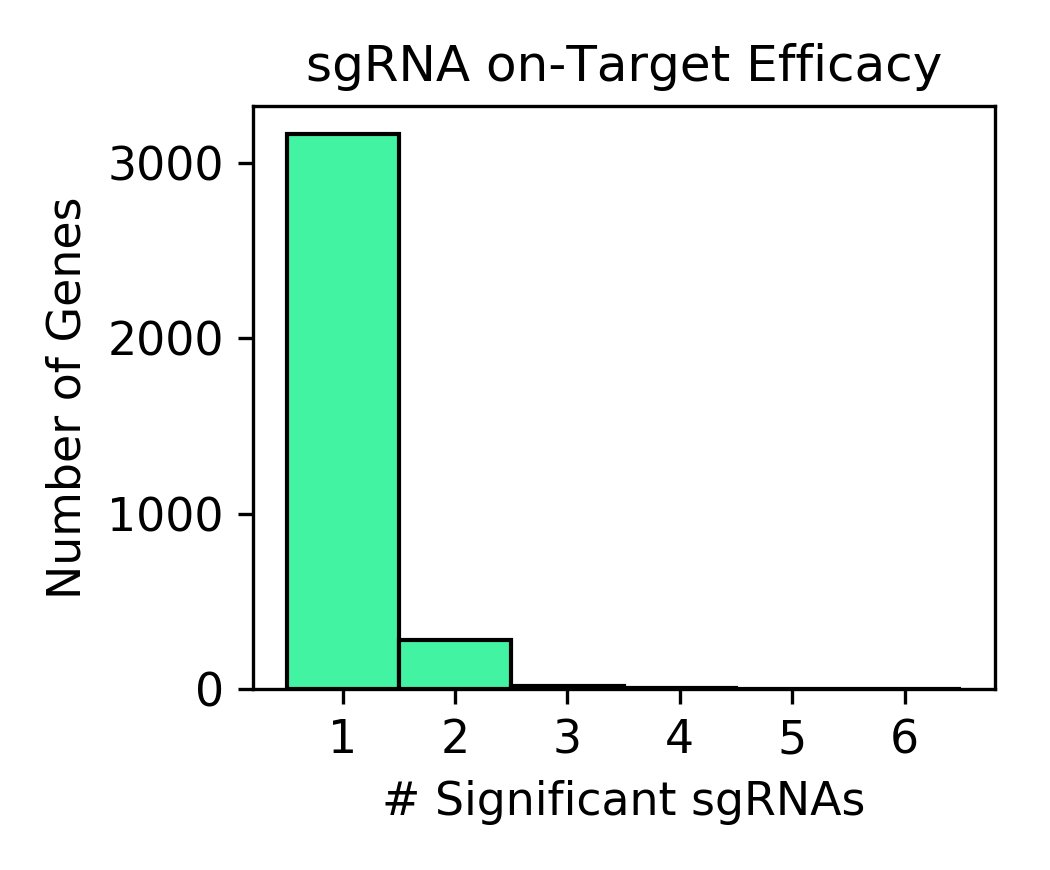 sgRNA on-Target Efficacy
Number of Genes
3000
2000
1000
0
1 2 3 4 5 6
# Significant sgRNAs